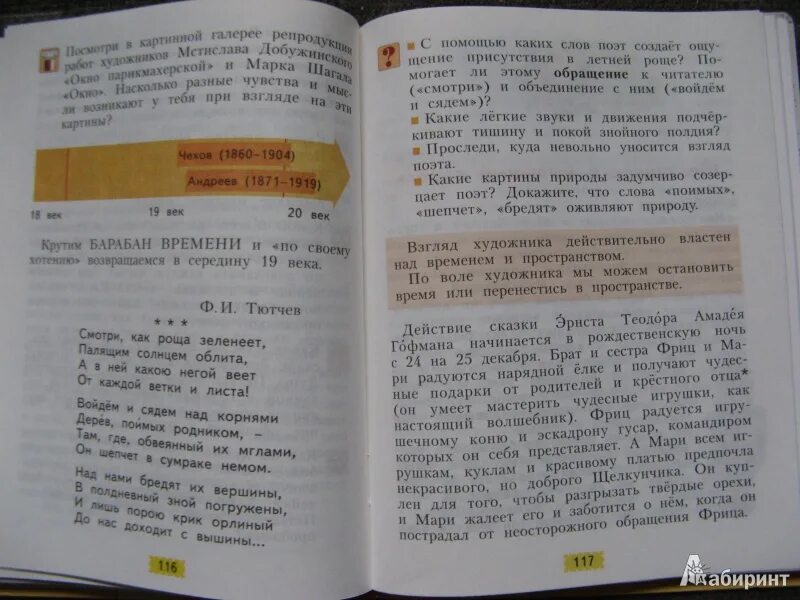 Посмотри в картинной галерее репродукции
работ художников Мстислава Добужинского
«Окно парикмахерской» и Марка Шагала
«Окно». Насколько разные чувства и мыс-
ли возникают у тебя при взгляде на эти
картины?
Чехов (1860–1904)
Андреев (1871–1919)
18 век 19 век 20 век
Крутим БАРАБАН ВРЕМЕНИ и «по своему
хотению» возвращаемся в середину 19 века.
Ф.И. Тютчев
* * *
Смотри, как роща зеленеет,
Палящим солнцем облита,
А в ней какою негой веет
От каждой ветки и листа!
Войдём и сядем над корнями
Дерев, поимых родником, –
Там, где, обвеянный их мглами,
Он шепчет в сумраке немом.
Над нами бредят их вершины,
В полдневный зной погружены,
И лишь порою крик орлиный
До нас доходит с вышины...
116
?
С помощью каких слов поэт создаёт ощу-
щение присутствия в летней роще? По-
могает ли этому обращение к читателю
(«смотри») и объединение с ним («войдём
и сядем»)?
Какие лёгкие звуки и движения подчёр-
кивают тишину и покой знойного полдня?
Проследи, куда невольно уносится взгляд
поэта.
Какие картины природы задумчиво созер-
цает поэт? Докажите, что слова «поимых»,
«шепчет», «бредят» оживляют природу.
Взгляд художника действительно властен
над временем и пространством.
По воле художника мы можем остановить
время или перенестись в пространстве.
Действие сказки Э́рнста Теодо́ра Амаде́я
Го́фмана начинается в рождественскую ночь
с 24 на 25 декабря. Брат и сестра Фриц и Ма-
ри радуются нарядной ёлке и получают чудес-
ные подарки от родителей и крёстного отца*
(он умеет мастерить чудесные игрушки, как
настоящий волшебник). Фриц радуется игру-
шечному коню и эскадрону гусар, командиром
которых он себя представляет. А Мари всем иг-
рушкам, куклам и красивому платью предпочла
некрасивого, но доброго Щелкунчика. Он куп-
лен для того, чтобы разгрызать твёрдые орехи,
и Мари жалеет его и заботится о нём, когда он
пострадал от неосторожного обращения Фрица.
117
Лабиринт